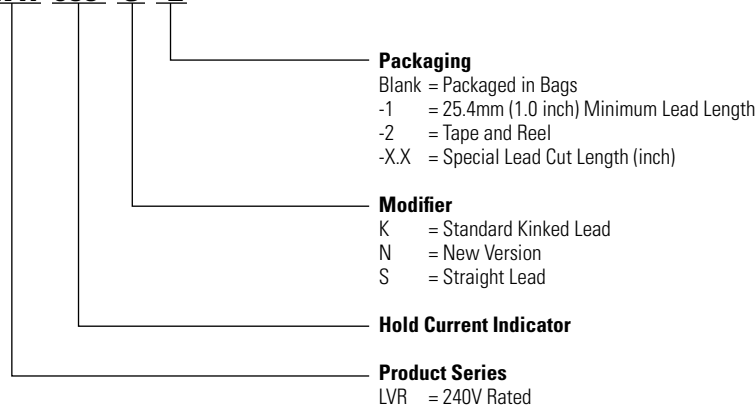 Packaging
Blank = Packaged in Bags
-1 = 25.4mm (1.0 inch) Minimum Lead Length
-2 = Tape and Reel
-X.X = Special Lead Cut Length (inch)
Modifier
K = Standard Kinked Lead
N = New Version
S = Straight Lead
Hold Current Indicator
Product Series
LVR = 240V Rated